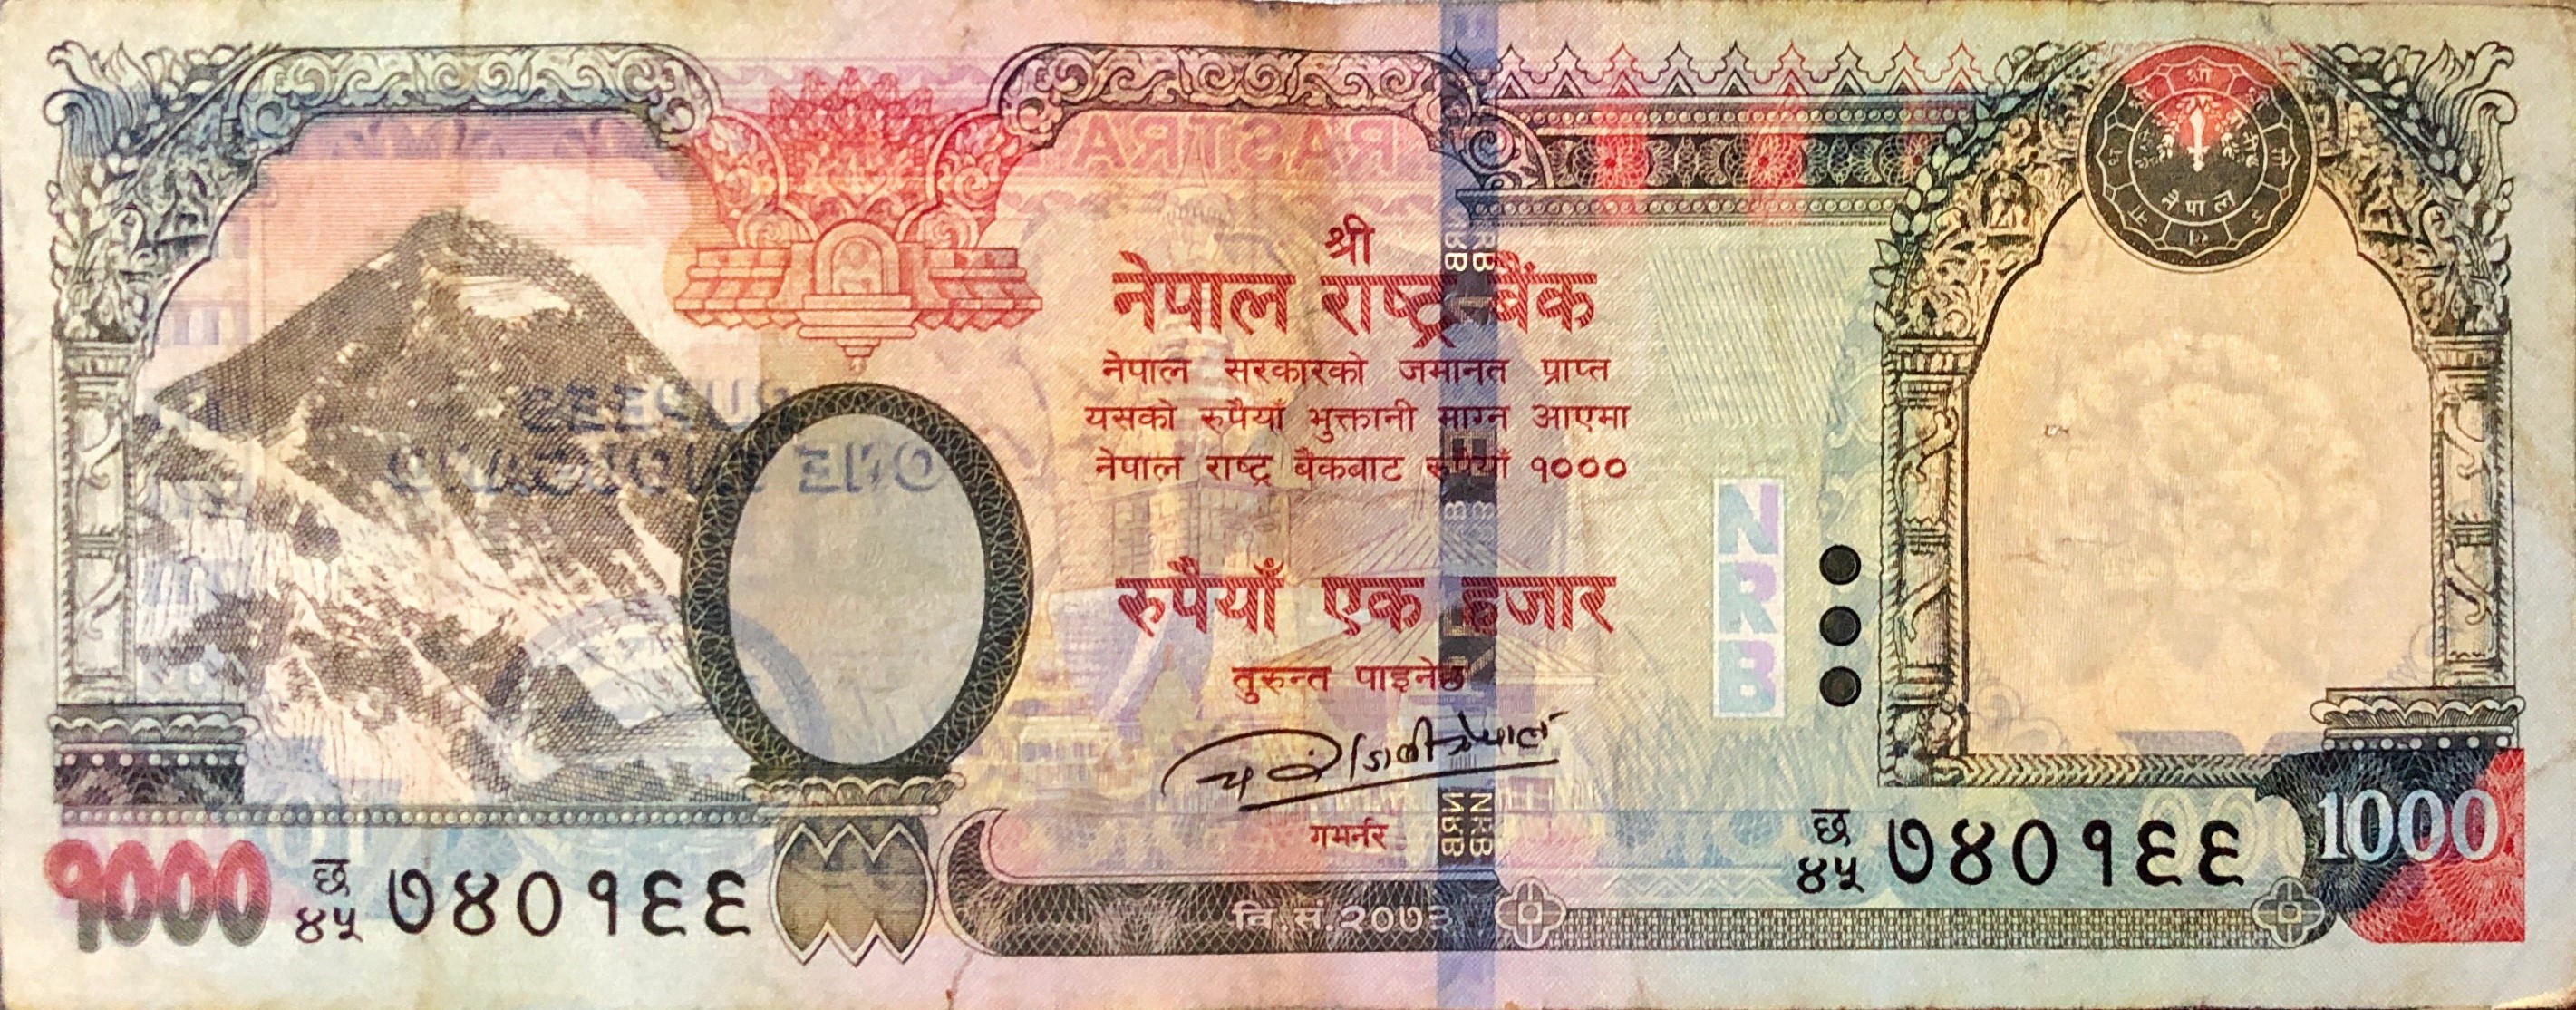 श्री
नेपाल राष्ट्र बैंक
नेपाल सरकारको जमानत प्राप्त
यसको रुपैयाँ भुक्तानी माग्न आएमा
नेपाल राष्ट्र बैंकबाट रुपैयाँ १०००
रुपैयाँ एक हजार
तुरुन्त पाइनेछ
गभर्नर
वि.सं.२०७३
NRB
श्री
नेपाल
१०००
छ
४५ ७४०१६६
छ
४५ ७४०१६६
1000